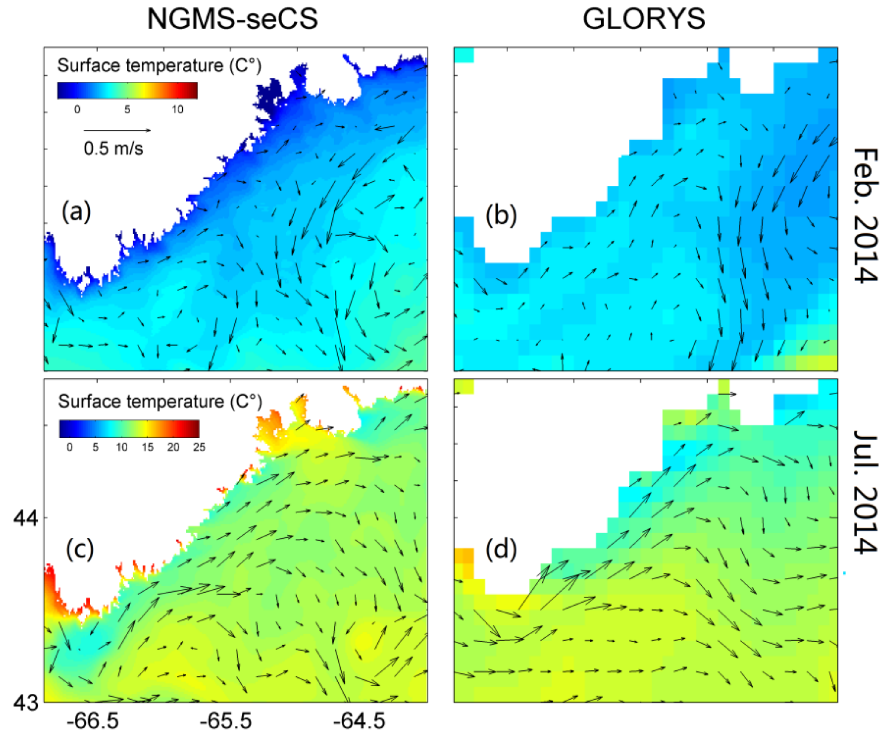 NGMS-seCS
GLORYS
Surface temperature (C°)
0 5 10
0.5 m/s
(a)
(b)
Feb. 2014
Surface temperature (C°)
0 5 10 15 20 25
44
(c)
(d)
Jul. 2014
43
-66.5 -65.5 -64.5